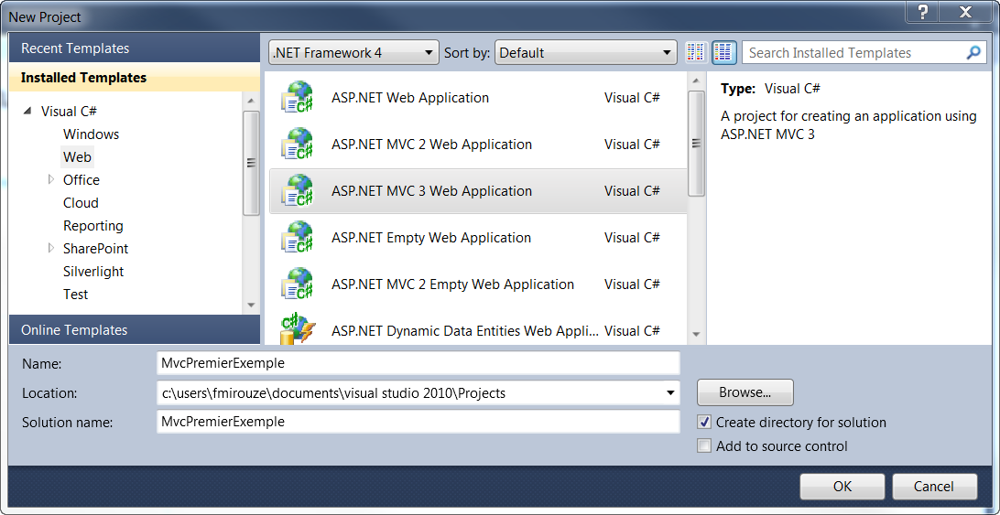 New Project
Recent Templates
Installed Templates
Visual C#
Windows
Web
Office
Cloud
Reporting
SharePoint
Silverlight
Test
Online Templates
.NET Framework 4
Sort by:
Default
Search Installed Templates
ASP.NET Web Application Visual C#
ASP.NET MVC 2 Web Application Visual C#
ASP.NET MVC 3 Web Application Visual C#
ASP.NET Empty Web Application Visual C#
ASP.NET MVC 2 Empty Web Application Visual C#
ASP.NET Dynamic Data Entities Web Appli... Visual C#
Type: Visual C#
A project for creating an application using
ASP.NET MVC 3
Name: MvcPremierExemple
Location: c:\users\fmirouze\documents\visual studio 2010\Projects
Browse...
Solution name: MvcPremierExemple
Create directory for solution
Add to source control
OK
Cancel